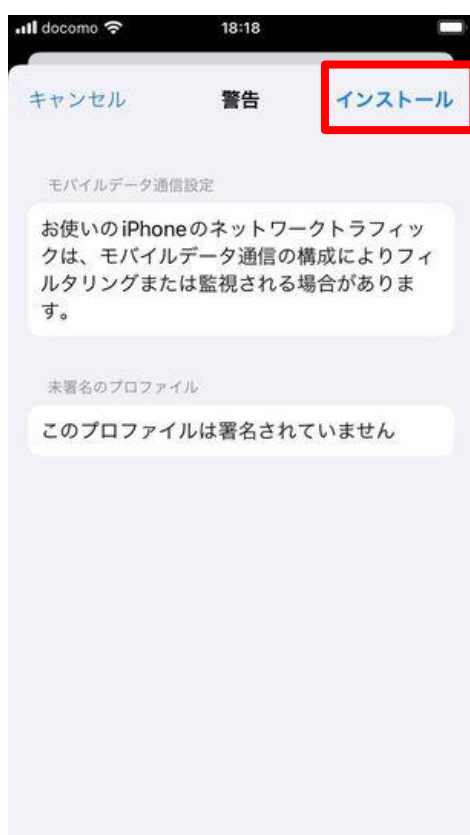 docomo 18:18
キャンセル 警告 インストール
モバイルデータ通信設定
お使いのiPhoneのネットワークトラフィッ
クは、モバイルデータ通信の構成によりフィ
ルタリングまたは監視される場合がありま
す。
未署名のプロファイル
このプロファイルは署名されていません